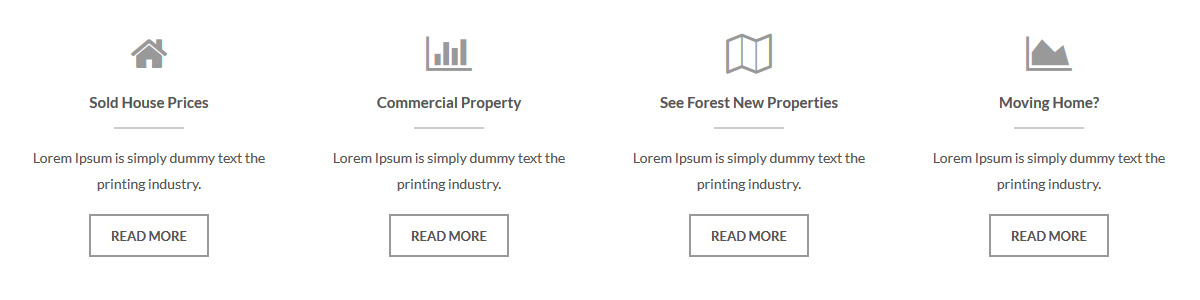 Sold House Prices
Lorem Ipsum is simply dummy text the
printing industry.
READ MORE
Commercial Property
Lorem Ipsum is simply dummy text the
printing industry.
READ MORE
See Forest New Properties
Lorem Ipsum is simply dummy text the
printing industry.
READ MORE
Moving Home?
Lorem Ipsum is simply dummy text the
printing industry.
READ MORE